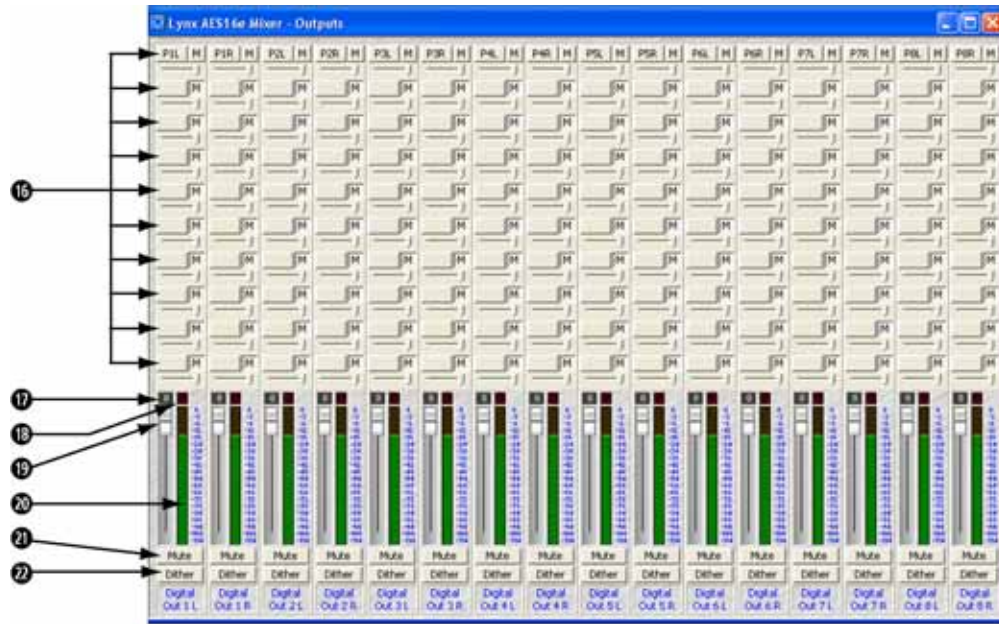 Lynx AES16e Mixer - Outputs
P1L M P1R M P2L M P2R M P3L M P3R M P4L M P4R M P5L M P5R M P6L M P6R M P7L M P7R M P8L M P8R M
M M M M M M M M M M M M M M M M
M M M M M M M M M M M M M M M M
M M M M M M M M M M M M M M M M
16 M M M M M M M M M M M M M M M M
M M M M M M M M M M M M M M M M
M M M M M M M M M M M M M M M M
M M M M M M M M M M M M M M M M
M M M M M M M M M M M M M M M M
M M M M M M M M M M M M M M M M
17
18
19
20
21 Mute Mute Mute Mute Mute Mute Mute Mute Mute Mute Mute Mute Mute Mute Mute Mute
22 Dither Dither Dither Dither Dither Dither Dither Dither Dither Dither Dither Dither Dither Dither Dither Dither
Digital Digital Digital Digital Digital Digital Digital Digital Digital Digital Digital Digital Digital Digital Digital Digital
Out 1 L Out 1 R Out 2 L Out 2 R Out 3 L Out 3 R Out 4 L Out 4 R Out 5 L Out 5 R Out 6 L Out 6 R Out 7 L Out 7 R Out 8 L Out 8 R